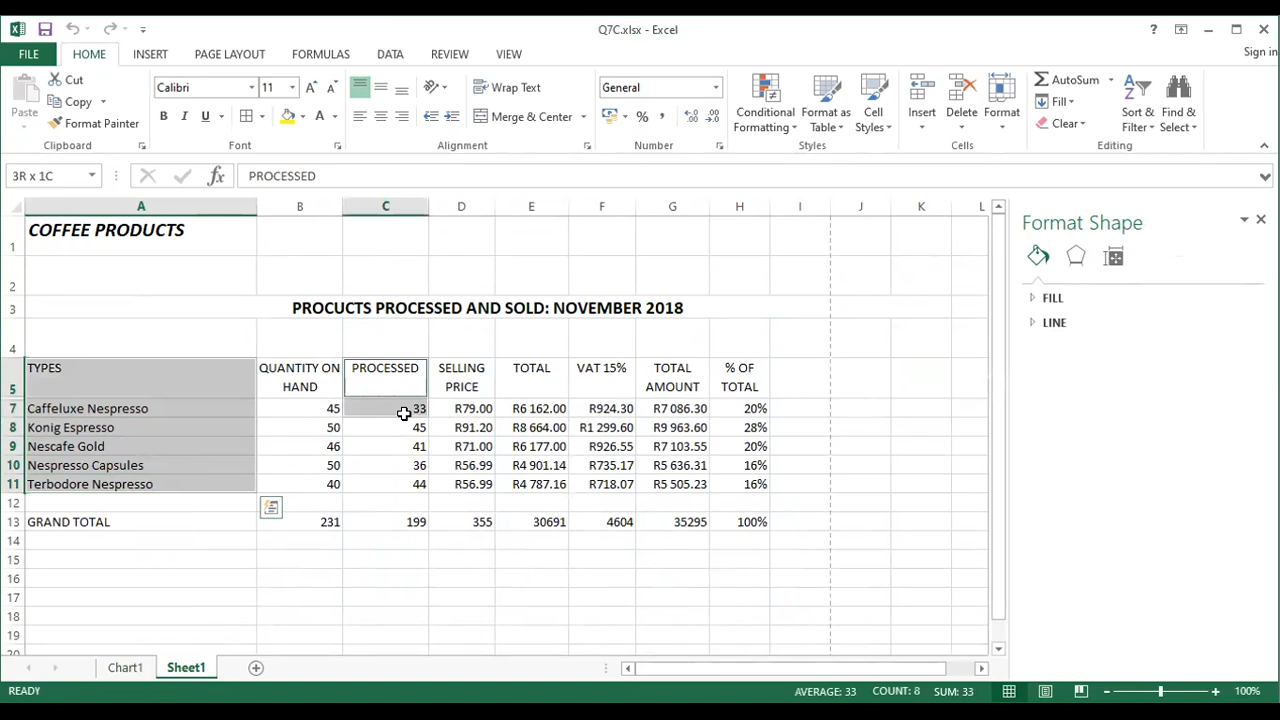 Q7C.xlsx - Excel
?
Sign in
FILE HOME INSERT PAGE LAYOUT FORMULAS DATA REVIEW VIEW
Paste Cut Copy Format Painter
Calibri 11
B I U
Wrap Text
Merge & Center
General
% ,
Conditional Formatting
Format as Table
Cell Styles
Insert Delete Format
AutoSum
Fill
Clear
Sort & Filter
Find & Select
Clipboard Font Alignment Number Styles Cells Editing
3R x 1C fx PROCESSED
A B C D E F G H I J K L
1 COFFEE PRODUCTS
2
3 PROCUCTS PROCESSED AND SOLD: NOVEMBER 2018
4
5 TYPES QUANTITY ON HAND PROCESSED SELLING PRICE TOTAL VAT 15% TOTAL AMOUNT % OF TOTAL
7 Caffeluxe Nespresso 45 33 R79.00 R6 162.00 R924.30 R7 086.30 20%
8 Konig Espresso 50 45 R91.20 R8 664.00 R1 299.60 R9 963.60 28%
9 Nescafe Gold 46 41 R71.00 R6 177.00 R926.55 R7 103.55 20%
10 Nespresso Capsules 50 36 R56.99 R4 901.14 R735.17 R5 636.31 16%
11 Terbodore Nespresso 40 44 R56.99 R4 787.16 R718.07 R5 505.23 16%
12
13 GRAND TOTAL 231 199 355 30691 4604 35295 100%
14
15
16
17
18
19
20
Format Shape
FILL
LINE
Chart1 Sheet1
READY AVERAGE: 33 COUNT: 8 SUM: 33 100%